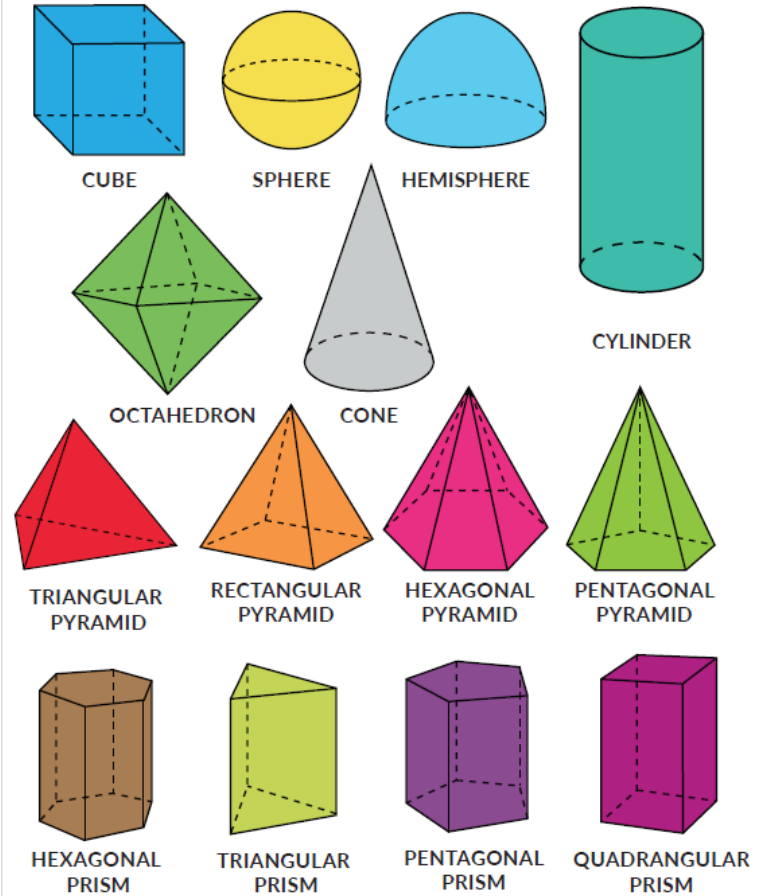 CUBE
SPHERE
HEMISPHERE
CYLINDER
OCTAHEDRON
CONE
TRIANGULAR
PYRAMID
RECTANGULAR
PYRAMID
HEXAGONAL
PYRAMID
PENTAGONAL
PYRAMID
HEXAGONAL
PRISM
TRIANGULAR
PRISM
PENTAGONAL
PRISM
QUADRANGULAR
PRISM